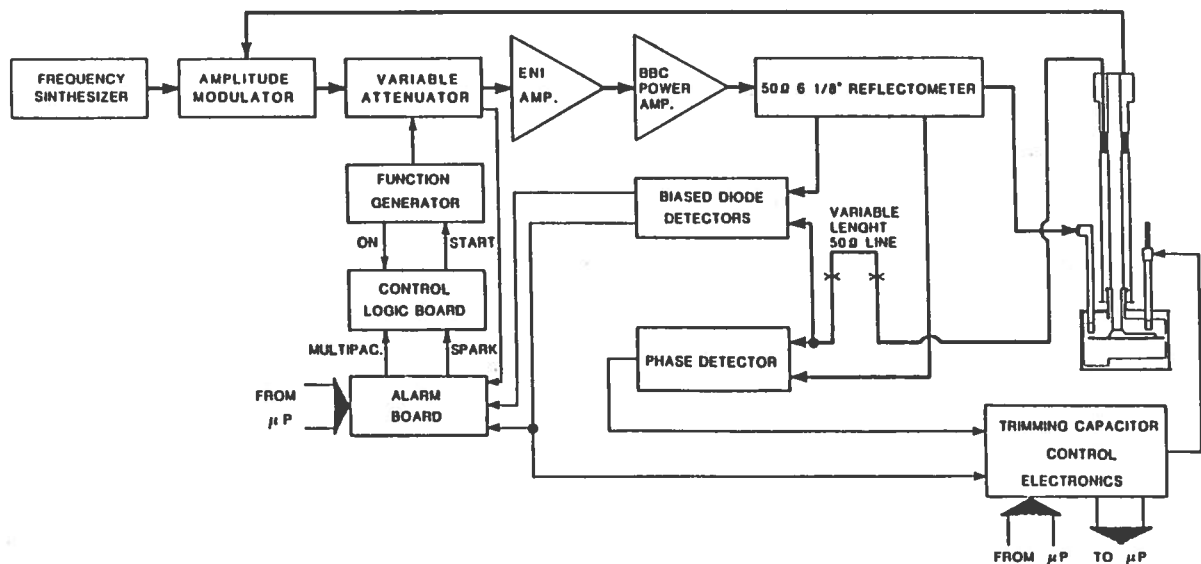 FREQUENCY
SINTHESIZER
AMPLITUDE
MODULATOR
VARIABLE
ATTENUATOR
ENI
AMP.
BBC
POWER
AMP.
50Ω 6 1/8" REFLECTOMETER
FUNCTION
GENERATOR
BIASED DIODE
DETECTORS
VARIABLE
LENGHT
50Ω LINE
ON
START
CONTROL
LOGIC BOARD
MULTIPAC.
SPARK
PHASE DETECTOR
FROM
μP
ALARM
BOARD
TRIMMING CAPACITOR
CONTROL
ELECTRONICS
FROM μP
TO μP